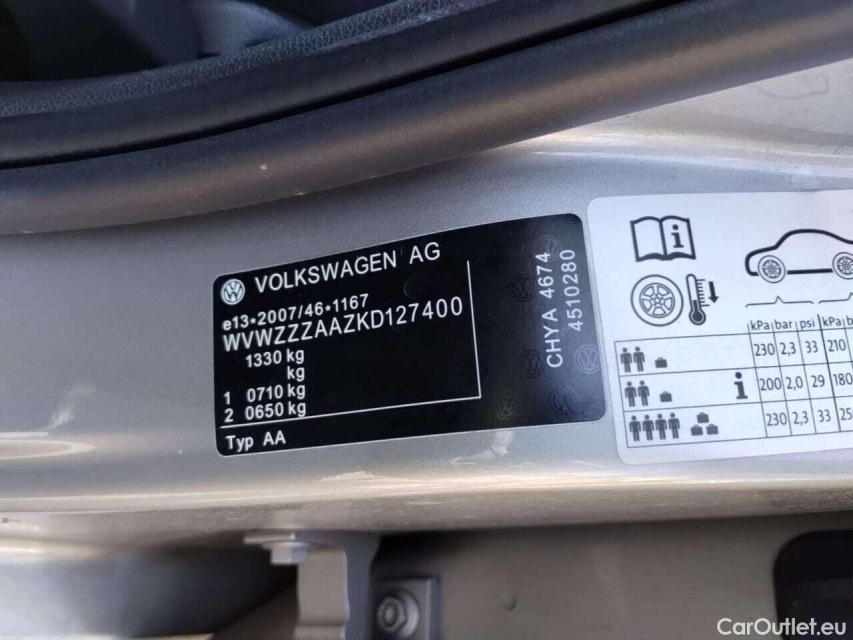 VOLKSWAGEN AG
e13*2007/46*1167
WVWZZZAAZKD127400
1330 kg
kg
1 0710 kg
2 0650 kg
Typ AA
CHYA 4674
4510280
kPa bar psi kPa b
230 2,3 33 210
200 2,0 29 180
230 2,3 33 25
CarOutlet.eu